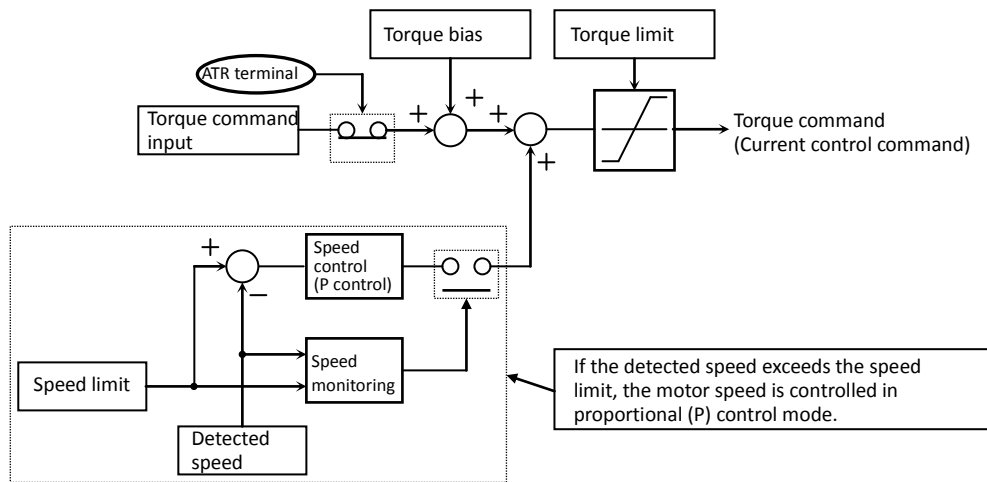 Torque bias
Torque limit
ATR terminal
Torque command
input
+
+
+
+
Torque command
(Current control command)
+
−
Speed
control
(P control)
Speed limit
Speed
monitoring
Detected
speed
If the detected speed exceeds the speed
limit, the motor speed is controlled in
proportional (P) control mode.